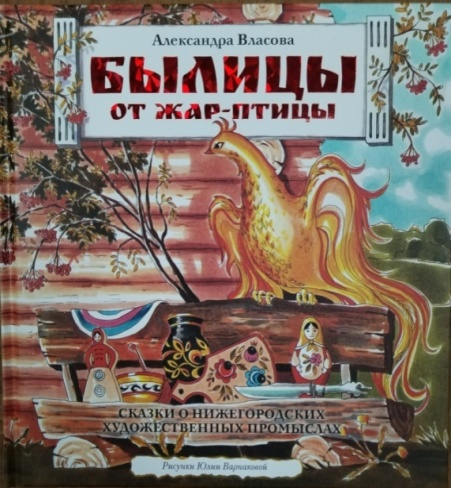 Александра Власова
БЫЛИЦЫ
ОТ ЖАР-ПТИЦЫ
СКАЗКИ О НИЖЕГОРОДСКИХ
ХУДОЖЕСТВЕННЫХ ПРОМЫСЛАХ
Рисунки Юлии Варнаковой